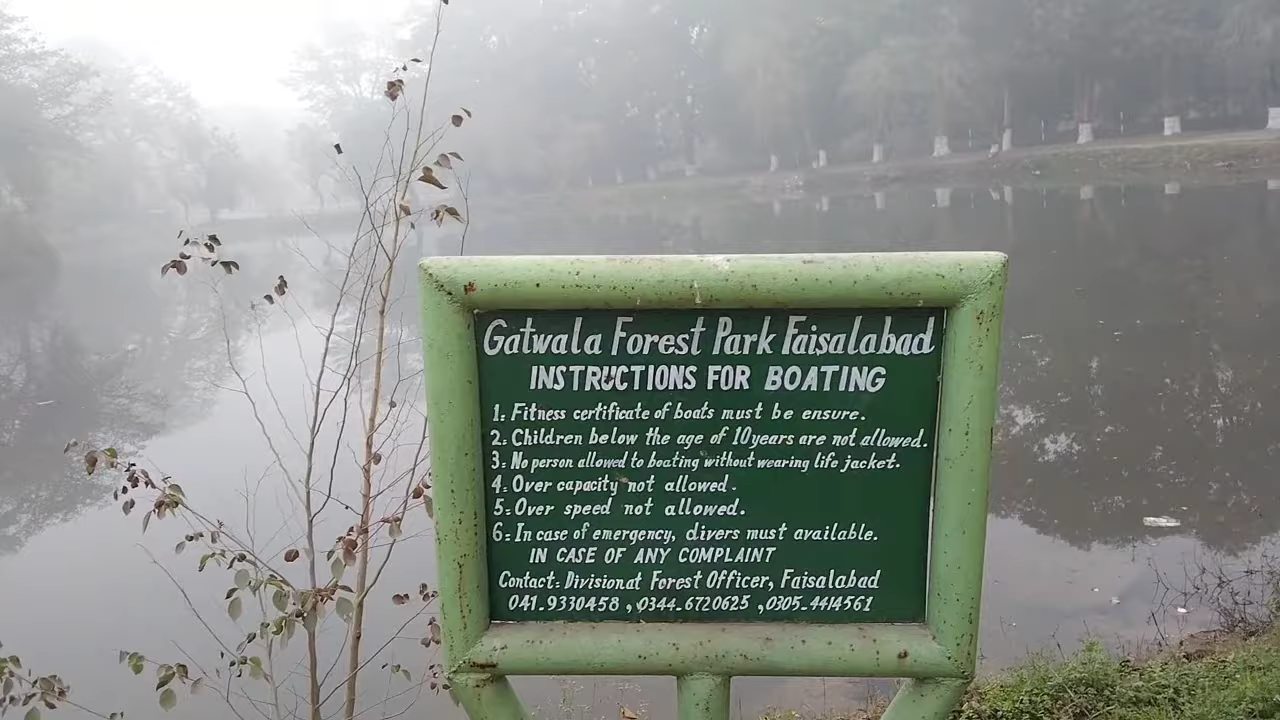 Gatwala Forest Park Faisalabad
INSTRUCTIONS FOR BOATING
1: Fitness certificate of boats must be ensure.
2: Children below the age of 10years are not allowed.
3: No person allowed to boating without wearing life jacket.
4: Over capacity not allowed.
5: Over speed not allowed.
6: In case of emergency, divers must available.
IN CASE OF ANY COMPLAINT
Contact: Divisionat Forest Officer, Faisalabad
041-9330458 , 0344-6720625 , 0305-4414561